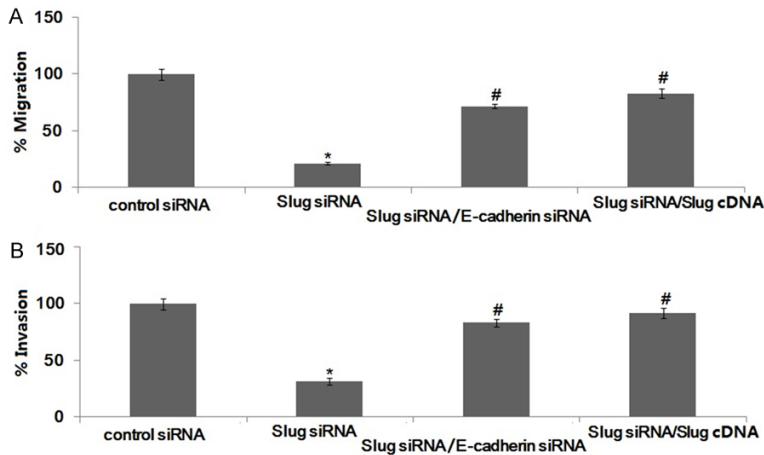 A
150
100
50
0
% Migration
*
#
#
control siRNA
Slug siRNA
Slug siRNA/E-cadherin siRNA
Slug siRNA/Slug cDNA
B
150
100
50
0
% Invasion
*
#
#
control siRNA
Slug siRNA
Slug siRNA/E-cadherin siRNA
Slug siRNA/Slug cDNA